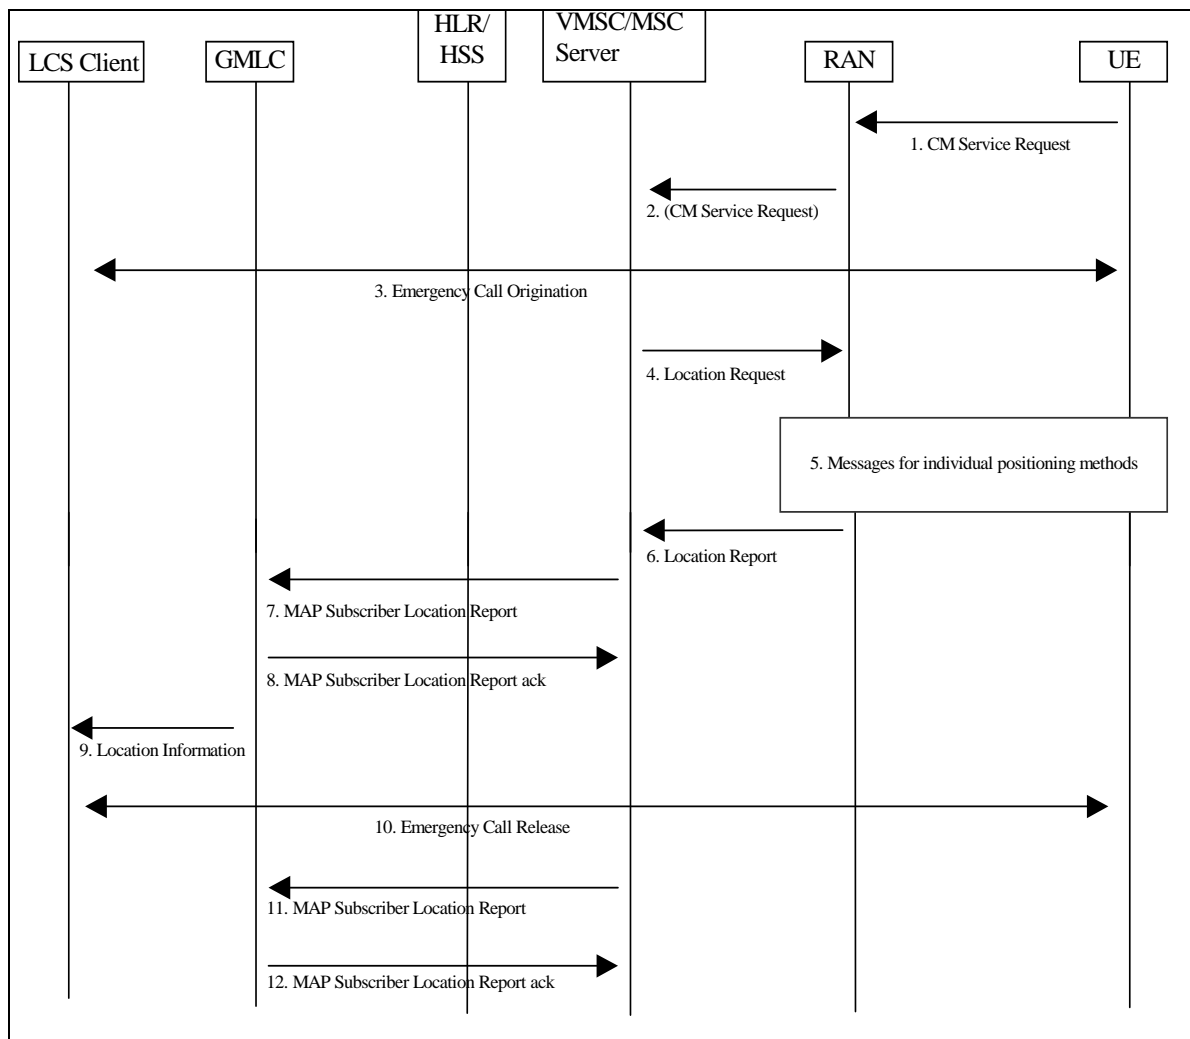 LCS Client
GMLC
HLR/
HSS
VMSC/MSC
Server
RAN
UE
1. CM Service Request
2. (CM Service Request)
3. Emergency Call Origination
4. Location Request
5. Messages for individual positioning methods
6. Location Report
7. MAP Subscriber Location Report
8. MAP Subscriber Location Report ack
9. Location Information
10. Emergency Call Release
11. MAP Subscriber Location Report
12. MAP Subscriber Location Report ack